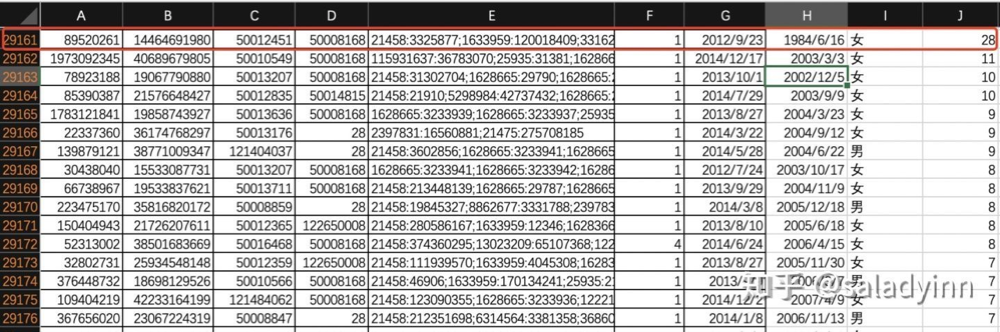 A B C D E F G H I J
29161 89520261 14464691980 50012451 50008168 21458:3325877;1633959:120018409;33162 1 2012/9/23 1984/6/16 女 28
29162 1973092345 40689679805 50010549 50008168 115931637:36783070;25935:31381;162866 1 2014/12/17 2003/3/3 女 11
29163 78923188 19067790880 50013207 50008168 21458:31302704;1628665:29790;1628665: 1 2013/10/1 2002/12/5 女 10
29164 85390387 21576648427 50012835 50014815 21458:21910;5298984:42737432;1628665: 1 2014/7/29 2003/9/9 女 10
29165 1783121841 19858743927 50013636 50008168 1628665:3233939;1628665:3233937;25935 1 2013/8/27 2004/3/23 女 9
29166 22337360 36174768297 50013176 28 2397831:16560881;21475:275708185 1 2014/3/22 2004/9/12 女 9
29167 139879121 38771009347 121404037 28 21458:3602856;1628665:3233941;1628665 1 2014/5/28 2004/6/22 男 9
29168 30438040 15533087731 50013207 50008168 1628665:3233941;1628665:3233942;16286 1 2012/7/24 2003/10/17 女 8
29169 66738967 19533837621 50013711 50008168 21458:213448139;1628665:29787;1628665 1 2013/9/29 2004/11/9 女 8
29170 223475170 35816820172 50008859 28 21458:19845327;8862677:3331788;239783 1 2014/3/8 2005/12/18 男 8
29171 150404943 21726207611 50012365 122650008 21458:280586167;1633959:12346;1628366 1 2013/8/10 2005/6/18 女 8
29172 52313002 38501683669 50016468 50008168 21458:374360295;13023209:65107368;122 4 2014/6/24 2006/4/15 女 8
29173 32802731 25934548148 50012359 122650008 21458:111939570;1633959:4045308;16283 1 2013/8/27 2005/11/30 女 7
29174 376448732 18698129526 50010566 50008168 21458:46906;1633959:170134241;25935:2 1 男 7
29175 109404219 42233164199 121484062 50008168 21458:123090355;1628665:3233936;12221 1 女 7
29176 367656020 23067224319 50008847 28 21458:212351698;6314564:3381358;36860 1 2014/1/8 2006/11/13 男 7
知乎 @saladyinn